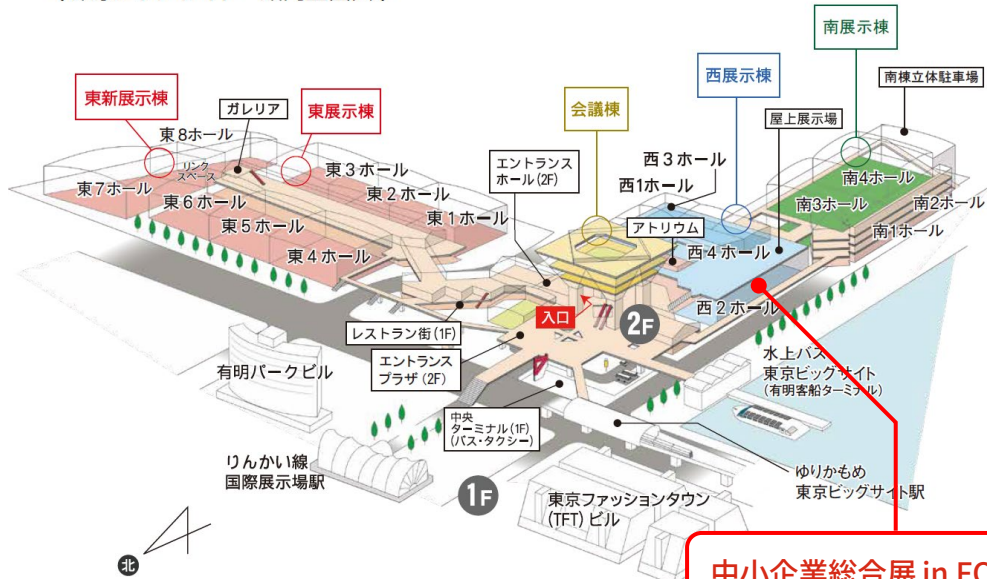 南展示棟
西展示棟
南棟立体駐車場
東新展示棟
ガレリア
東展示棟
会議棟
屋上展示場
東8ホール
リンク
スペース
東7ホール
東3ホール
エントランス
ホール(2F)
西3ホール
西1ホール
南4ホール
東6ホール
東2ホール
南3ホール
南2ホール
東5ホール
東1ホール
アトリウム
南1ホール
東4ホール
西4ホール
入口
2F
西2ホール
レストラン街(1F)
エントランス
プラザ(2F)
有明パークビル
水上バス
東京ビッグサイト
(有明客船ターミナル)
中央
ターミナル(1F)
(バス・タクシー)
りんかい線
国際展示場駅
1F
東京ファッションタウン
(TFT)ビル
ゆりかもめ
東京ビッグサイト駅
北
中小企業総合展 in